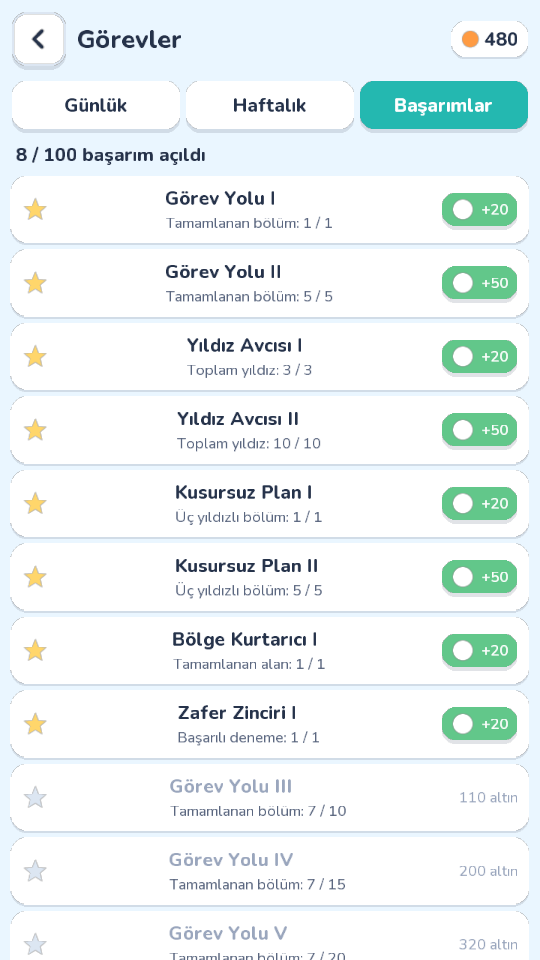 Görevler
480
Günlük
Haftalık
Başarımlar
8 / 100 başarım açıldı
Görev Yolu I
Tamamlanan bölüm: 1 / 1
+20
Görev Yolu II
Tamamlanan bölüm: 5 / 5
+50
Yıldız Avcısı I
Toplam yıldız: 3 / 3
+20
Yıldız Avcısı II
Toplam yıldız: 10 / 10
+50
Kusursuz Plan I
Üç yıldızlı bölüm: 1 / 1
+20
Kusursuz Plan II
Üç yıldızlı bölüm: 5 / 5
+50
Bölge Kurtarıcı I
Tamamlanan alan: 1 / 1
+20
Zafer Zinciri I
Başarılı deneme: 1 / 1
+20
Görev Yolu III
Tamamlanan bölüm: 7 / 10
110 altın
Görev Yolu IV
Tamamlanan bölüm: 7 / 15
200 altın
Görev Yolu V
Tamamlanan bölüm: 7 / 20
320 altın